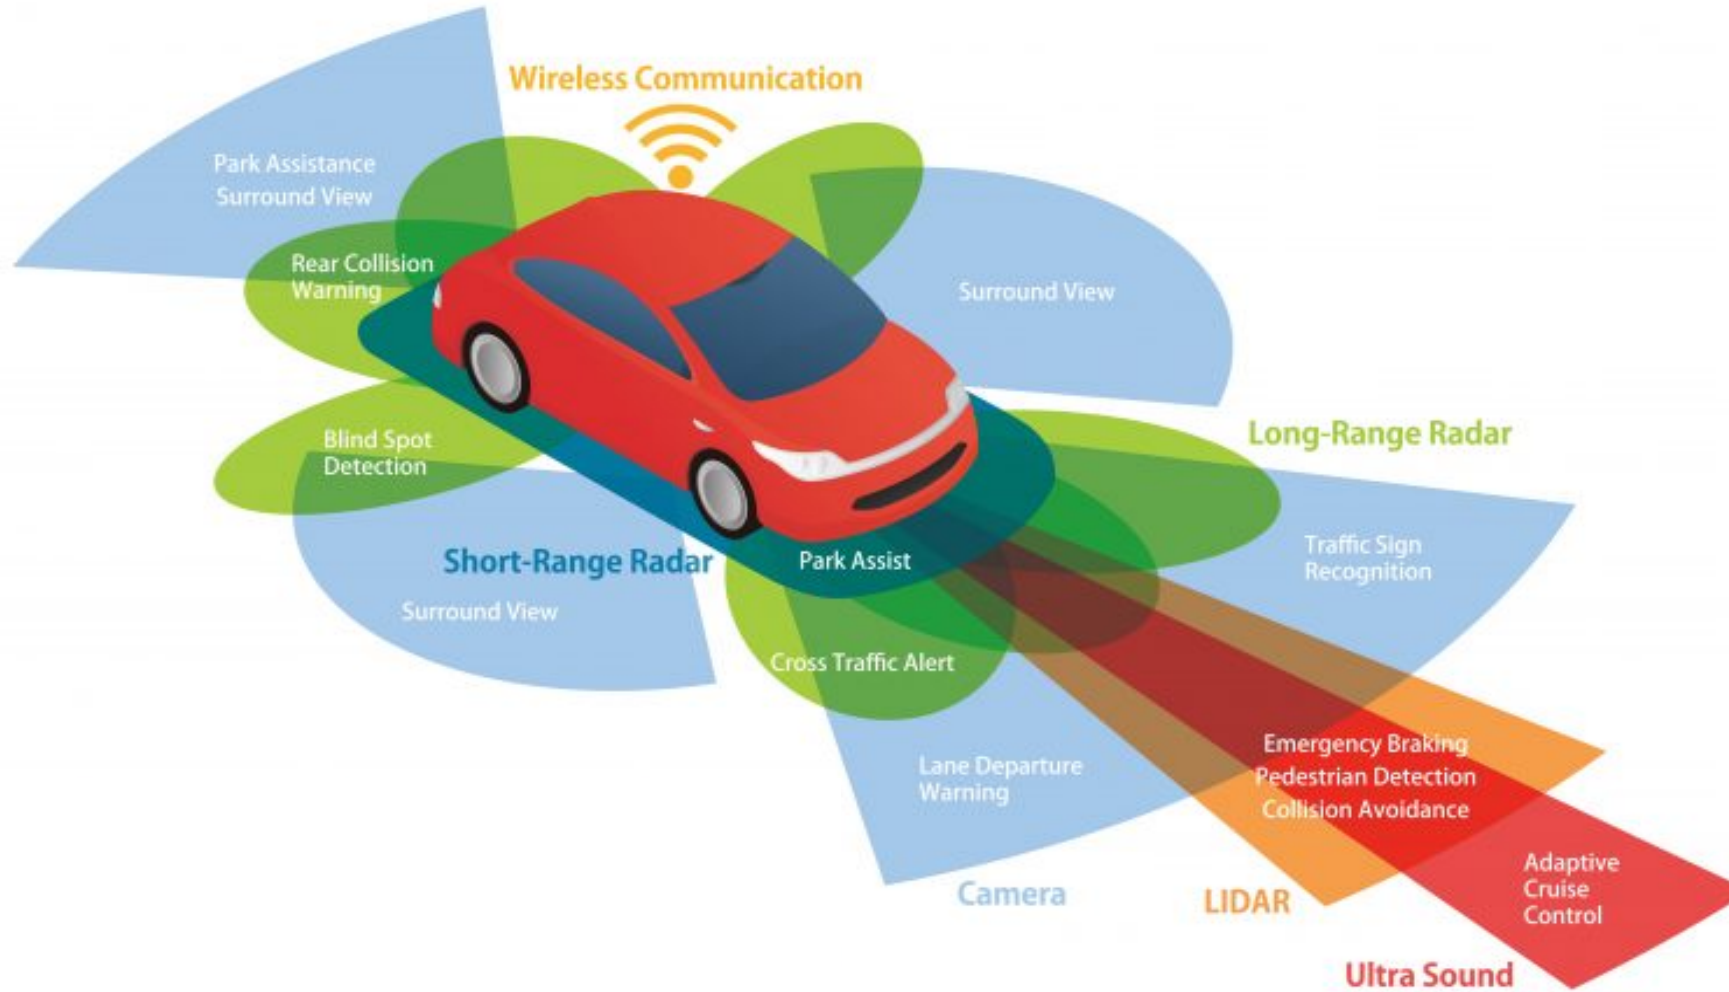 Wireless Communication
Park Assistance
Surround View
Rear Collision
Warning
Surround View
Blind Spot
Detection
Long-Range Radar
Traffic Sign
Recognition
Short-Range Radar
Park Assist
Surround View
Cross Traffic Alert
Lane Departure
Warning
Emergency Braking
Pedestrian Detection
Collision Avoidance
Adaptive
Cruise
Control
Camera
LIDAR
Ultra Sound